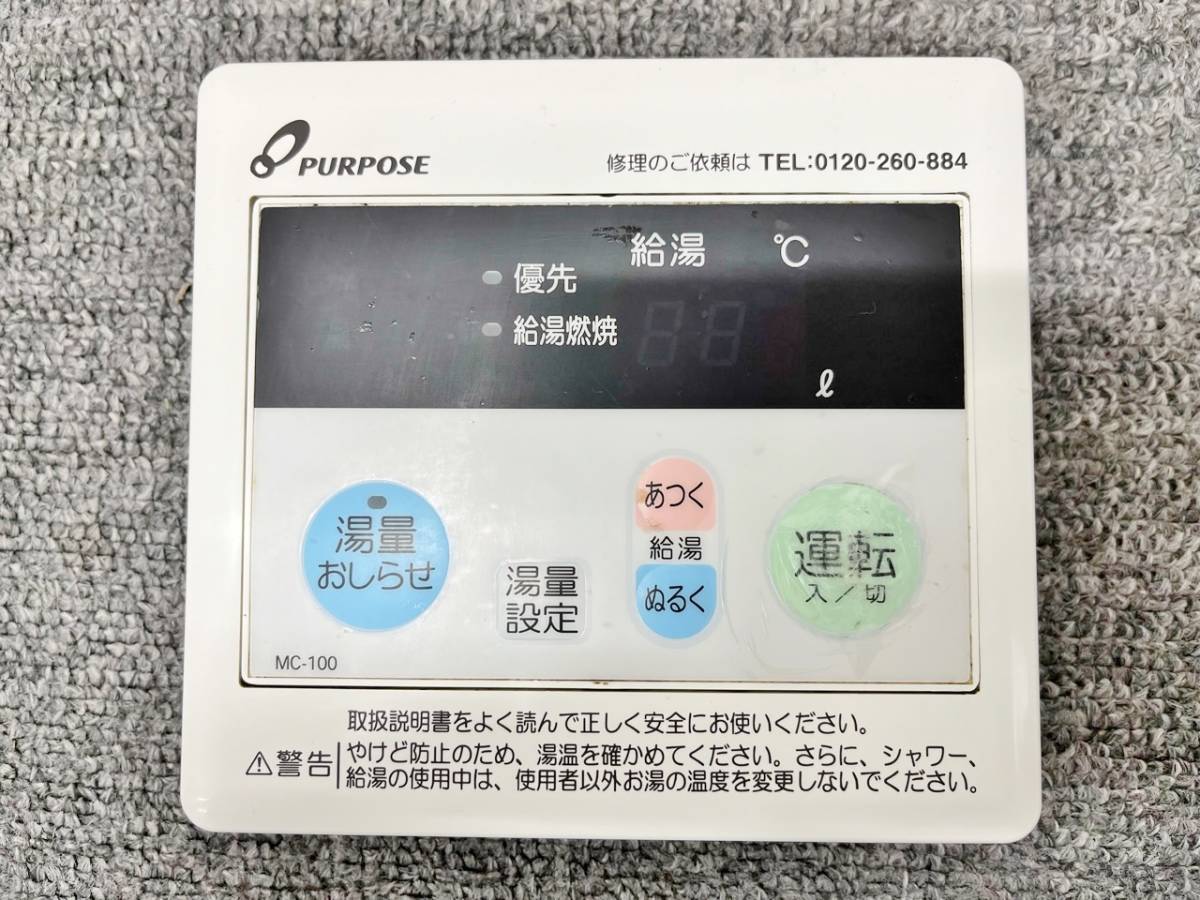 PURPOSE
修理のご依頼は TEL:0120-260-884
給湯 ℃
優先
給湯燃焼
ℓ
湯量
おしらせ
湯量
設定
あつく
給湯
ぬるく
運転
入/切
MC-100
取扱説明書をよく読んで正しく安全にお使いください。
⚠警告
やけど防止のため、湯温を確かめてください。さらに、シャワー、
給湯の使用中は、使用者以外お湯の温度を変更しないでください。